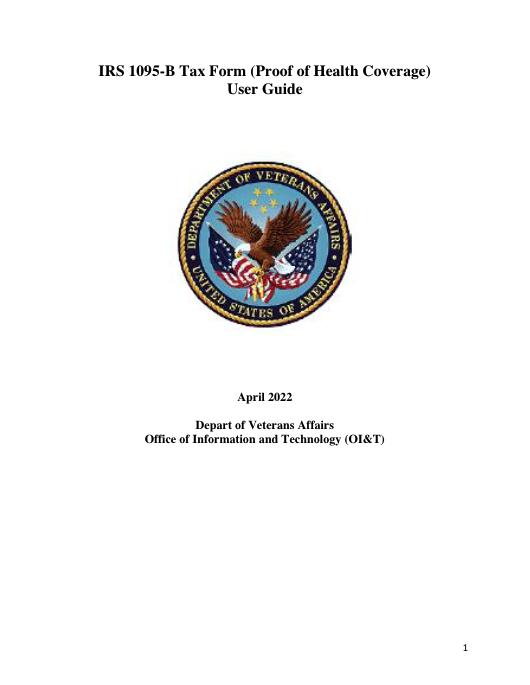 IRS 1095-B Tax Form (Proof of Health Coverage)
User Guide
DEPARTMENT OF VETERANS AFFAIRS
UNITED STATES OF AMERICA
April 2022
Depart of Veterans Affairs
Office of Information and Technology (OI&T)
1